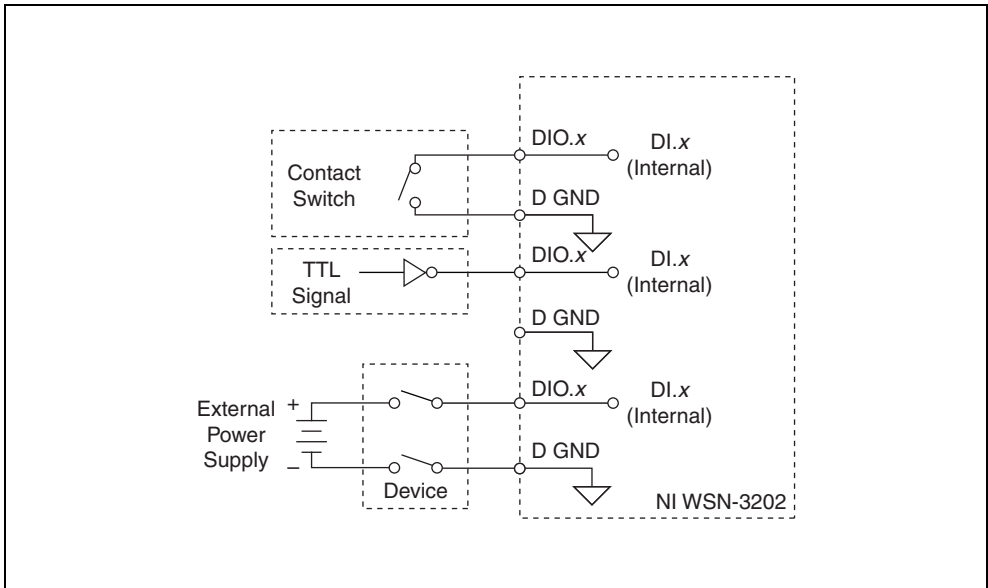 DIO.x
DI.x
(Internal)
Contact
Switch
D GND
TTL
Signal
DIO.x
DI.x
(Internal)
D GND
External
Power
Supply
+
–
Device
DIO.x
DI.x
(Internal)
D GND
NI WSN-3202